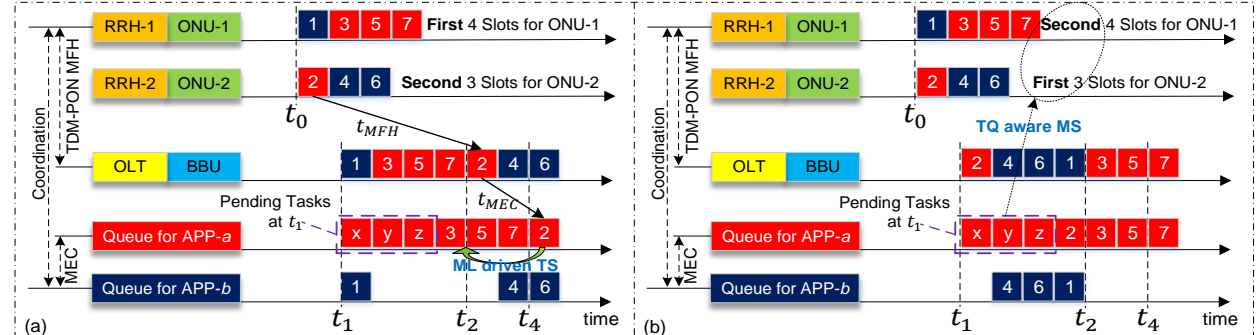 RRH-1 ONU-1 1 3 5 7 First 4 Slots for ONU-1
RRH-2 ONU-2 2 4 6 Second 3 Slots for ONU-2
t0
tMFH
OLT BBU 1 3 5 7 2 4 6
tMEC
Pending Tasks
at t1
Queue for APP-a x y z 3 5 7 2
ML driven TS
Queue for APP-b 1 4 6
t1 t2 t4 time
Coordination
TDM-PON MFH
MEC
(a)
RRH-1 ONU-1 1 3 5 7 Second 4 Slots for ONU-1
RRH-2 ONU-2 2 4 6 First 3 Slots for ONU-2
t0
TQ aware MS
OLT BBU 2 4 6 1 3 5 7
Pending Tasks
at t1
Queue for APP-a x y z 2 3 5 7
Queue for APP-b 4 6 1
t1 t2 t4 time
Coordination
TDM-PON MFH
MEC
(b)